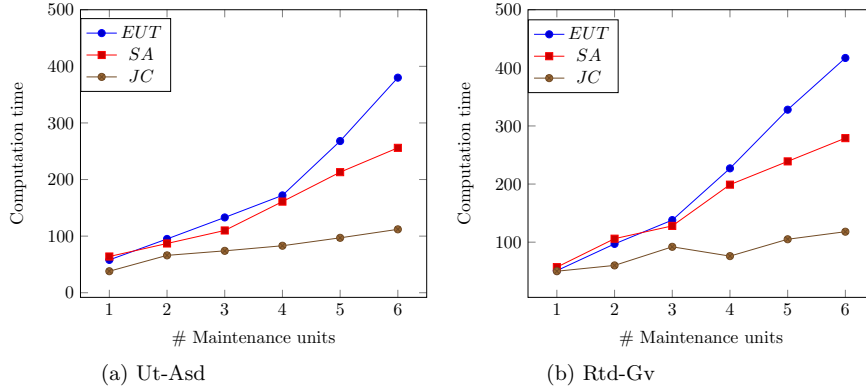 500
400
300
200
100
0
Computation time
EUT
SA
JC
1 2 3 4 5 6
# Maintenance units
(a) Ut-Asd
500
400
300
200
100
Computation time
EUT
SA
JC
1 2 3 4 5 6
# Maintenance units
(b) Rtd-Gv